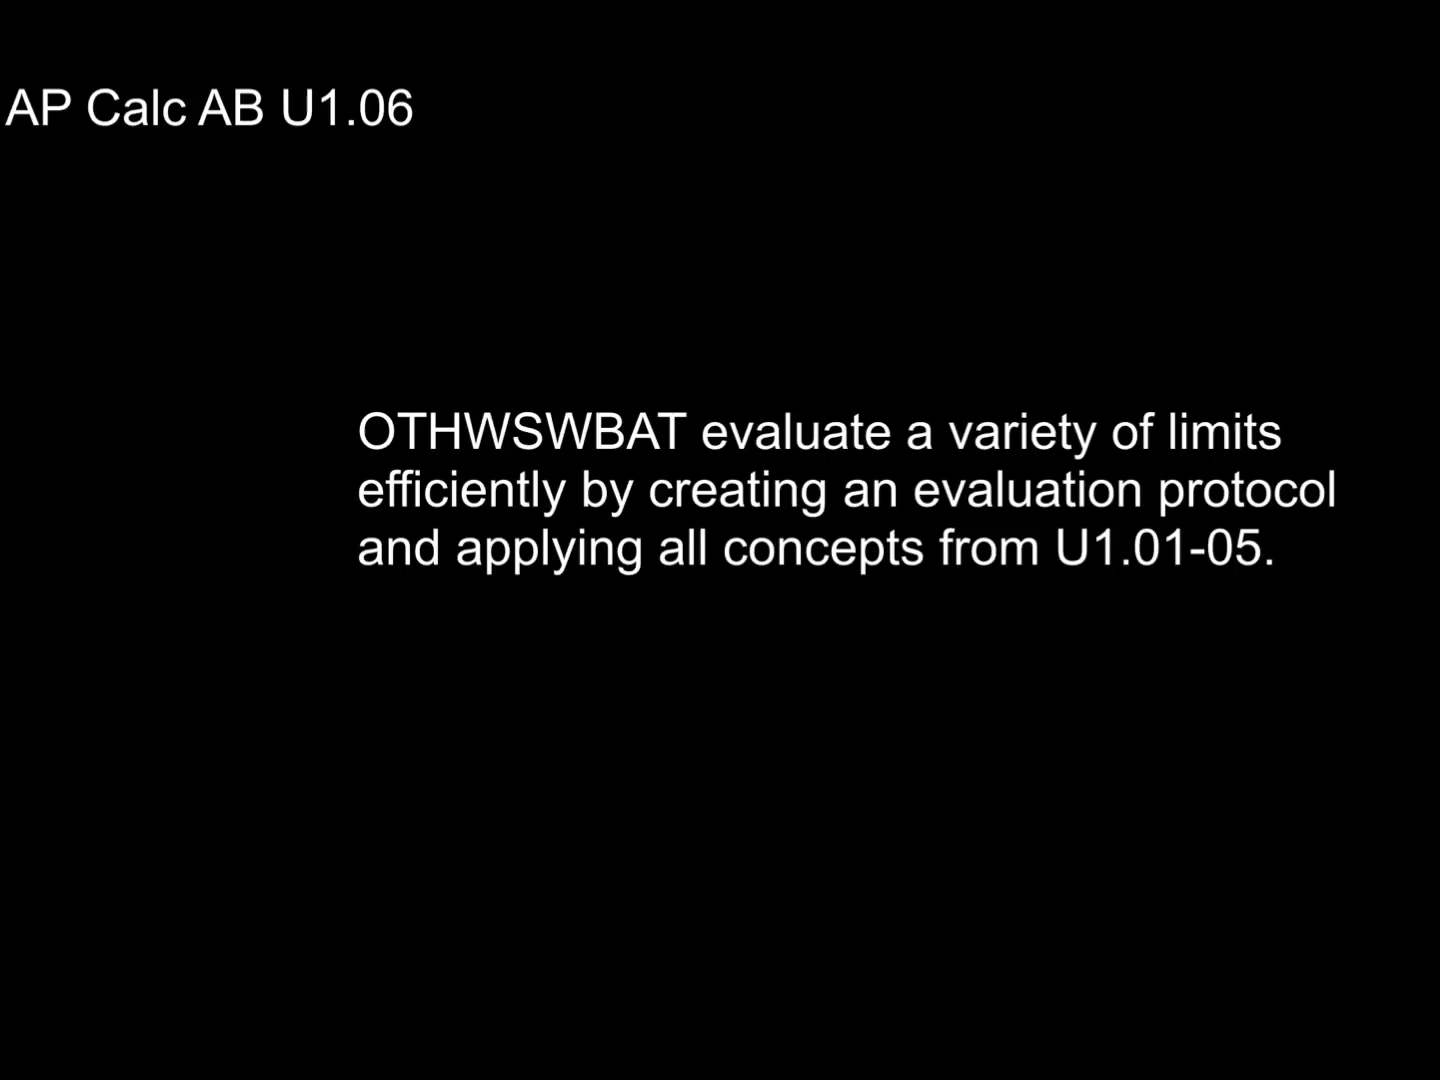 AP Calc AB U1.06
OTHWSWBAT evaluate a variety of limits
efficiently by creating an evaluation protocol
and applying all concepts from U1.01-05.